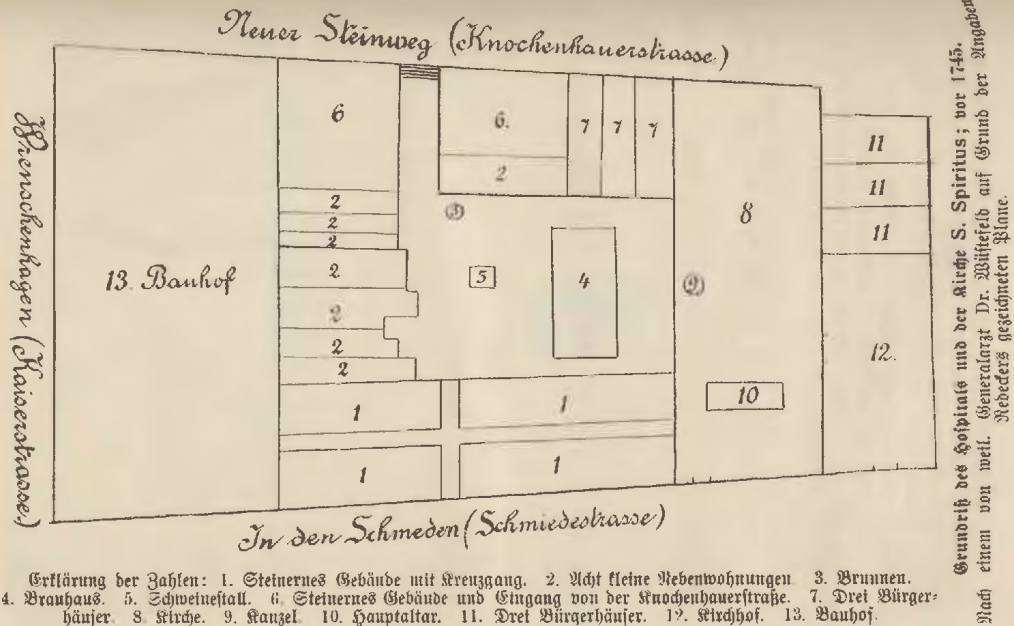 Neuer Steinweg (Knochenhauerstrasse)
Wrenschenhagen (Kaiserstrasse.)
6
6.
7 7 7
2
2
2
2
2
2
2
2
3
5
4
8
9
11
11
11
12.
13. Bauhof
10
1
1
1
1
In den Schmeden (Schmiedestrasse)
Grundriß des Hospitals und der Kirche S. Spiritus; vor 1745.
Nach einem von weil. Generalarzt Dr. Wüstefeld auf Grund der Angaben
Rebeckers gezeichneten Plane.
Erklärung der Zahlen: 1. Steinernes Gebäude mit Kreuzgang. 2. Acht kleine Nebenwohnungen 3. Brunnen.
4. Brauhaus. 5. Schweinestall. 6. Steinernes Gebäude und Eingang von der Knochenhauerstraße. 7. Drei Bürger-
häuser. 8. Kirche. 9. Kanzel. 10. Hauptaltar. 11. Drei Bürgerhäuser. 12. Kirchhof. 13. Bauhof.